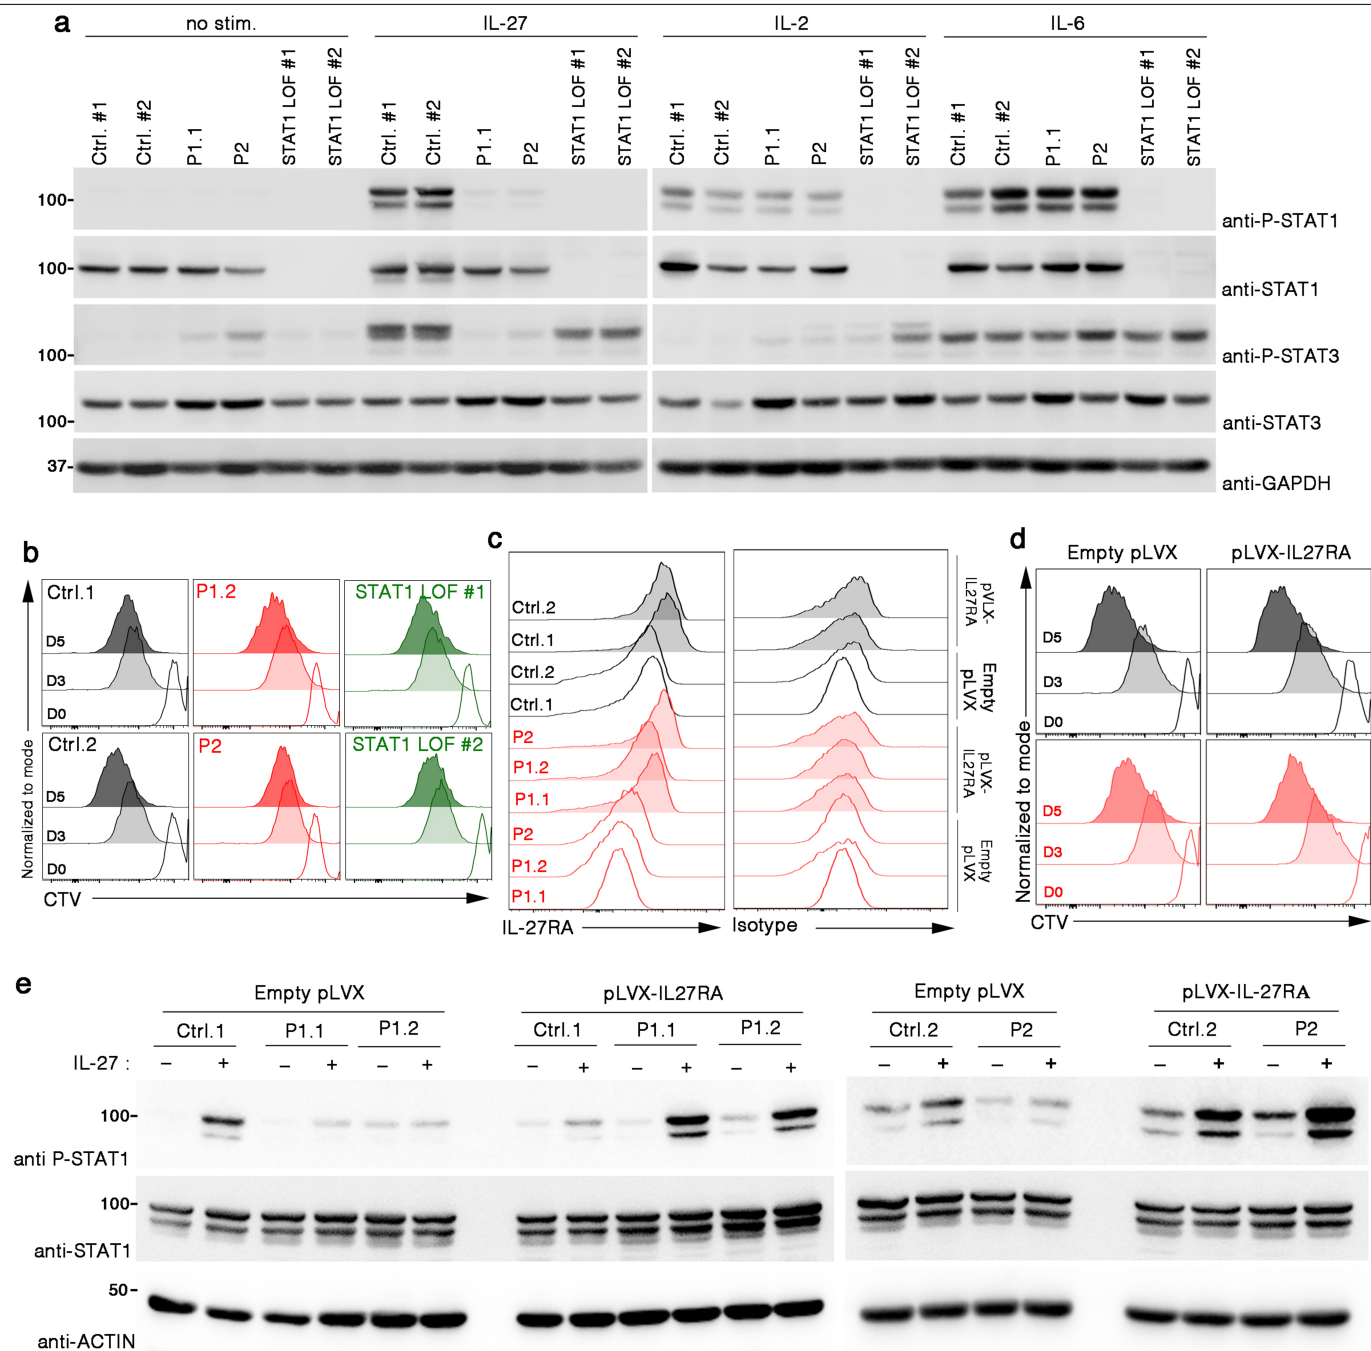 a
no stim. IL-27 IL-2 IL-6
Ctrl. #1 Ctrl. #2 P1.1 P2 STAT1 LOF #1 STAT1 LOF #2 Ctrl. #1 Ctrl. #2 P1.1 P2 STAT1 LOF #1 STAT1 LOF #2 Ctrl. #1 Ctrl. #2 P1.1 P2 STAT1 LOF #1 STAT1 LOF #2 Ctrl. #1 Ctrl. #2 P1.1 P2 STAT1 LOF #1 STAT1 LOF #2
100-
anti-P-STAT1
100-
anti-STAT1
100-
anti-P-STAT3
100-
anti-STAT3
37-
anti-GAPDH
b
Normalized to mode
Ctrl.1 P1.2 STAT1 LOF #1
D5
D3
D0
Ctrl.2 P2 STAT1 LOF #2
D5
D3
D0
CTV
c
Ctrl.2
Ctrl.1
Ctrl.2
Ctrl.1
P2
P1.2
P1.1
P2
P1.2
P1.1
pVLX-
IL27RA
Empty
pLVX
pLVX-
IL27RA
Empty
pLVX
IL-27RA Isotype
d
Empty pLVX pLVX-IL27RA
Normalized to mode
D5
D3
D0
D5
D3
D0
CTV
e
Empty pLVX pLVX-IL27RA Empty pLVX pLVX-IL-27RA
Ctrl.1 P1.1 P1.2 Ctrl.1 P1.1 P1.2 Ctrl.2 P2 Ctrl.2 P2
IL-27 : – + – + – + – + – + – + – + – + – + – +
100-
anti P-STAT1
100-
anti-STAT1
50-
anti-ACTIN